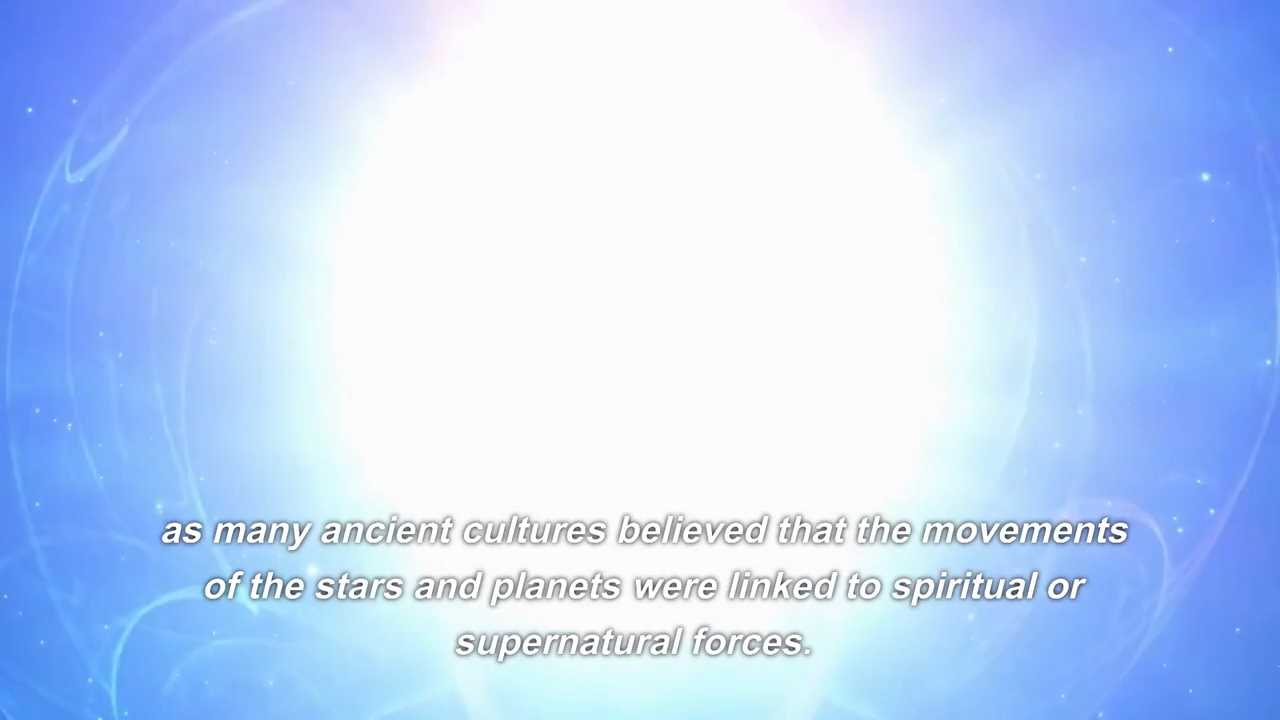 as many ancient cultures believed that the movements
of the stars and planets were linked to spiritual or
supernatural forces.